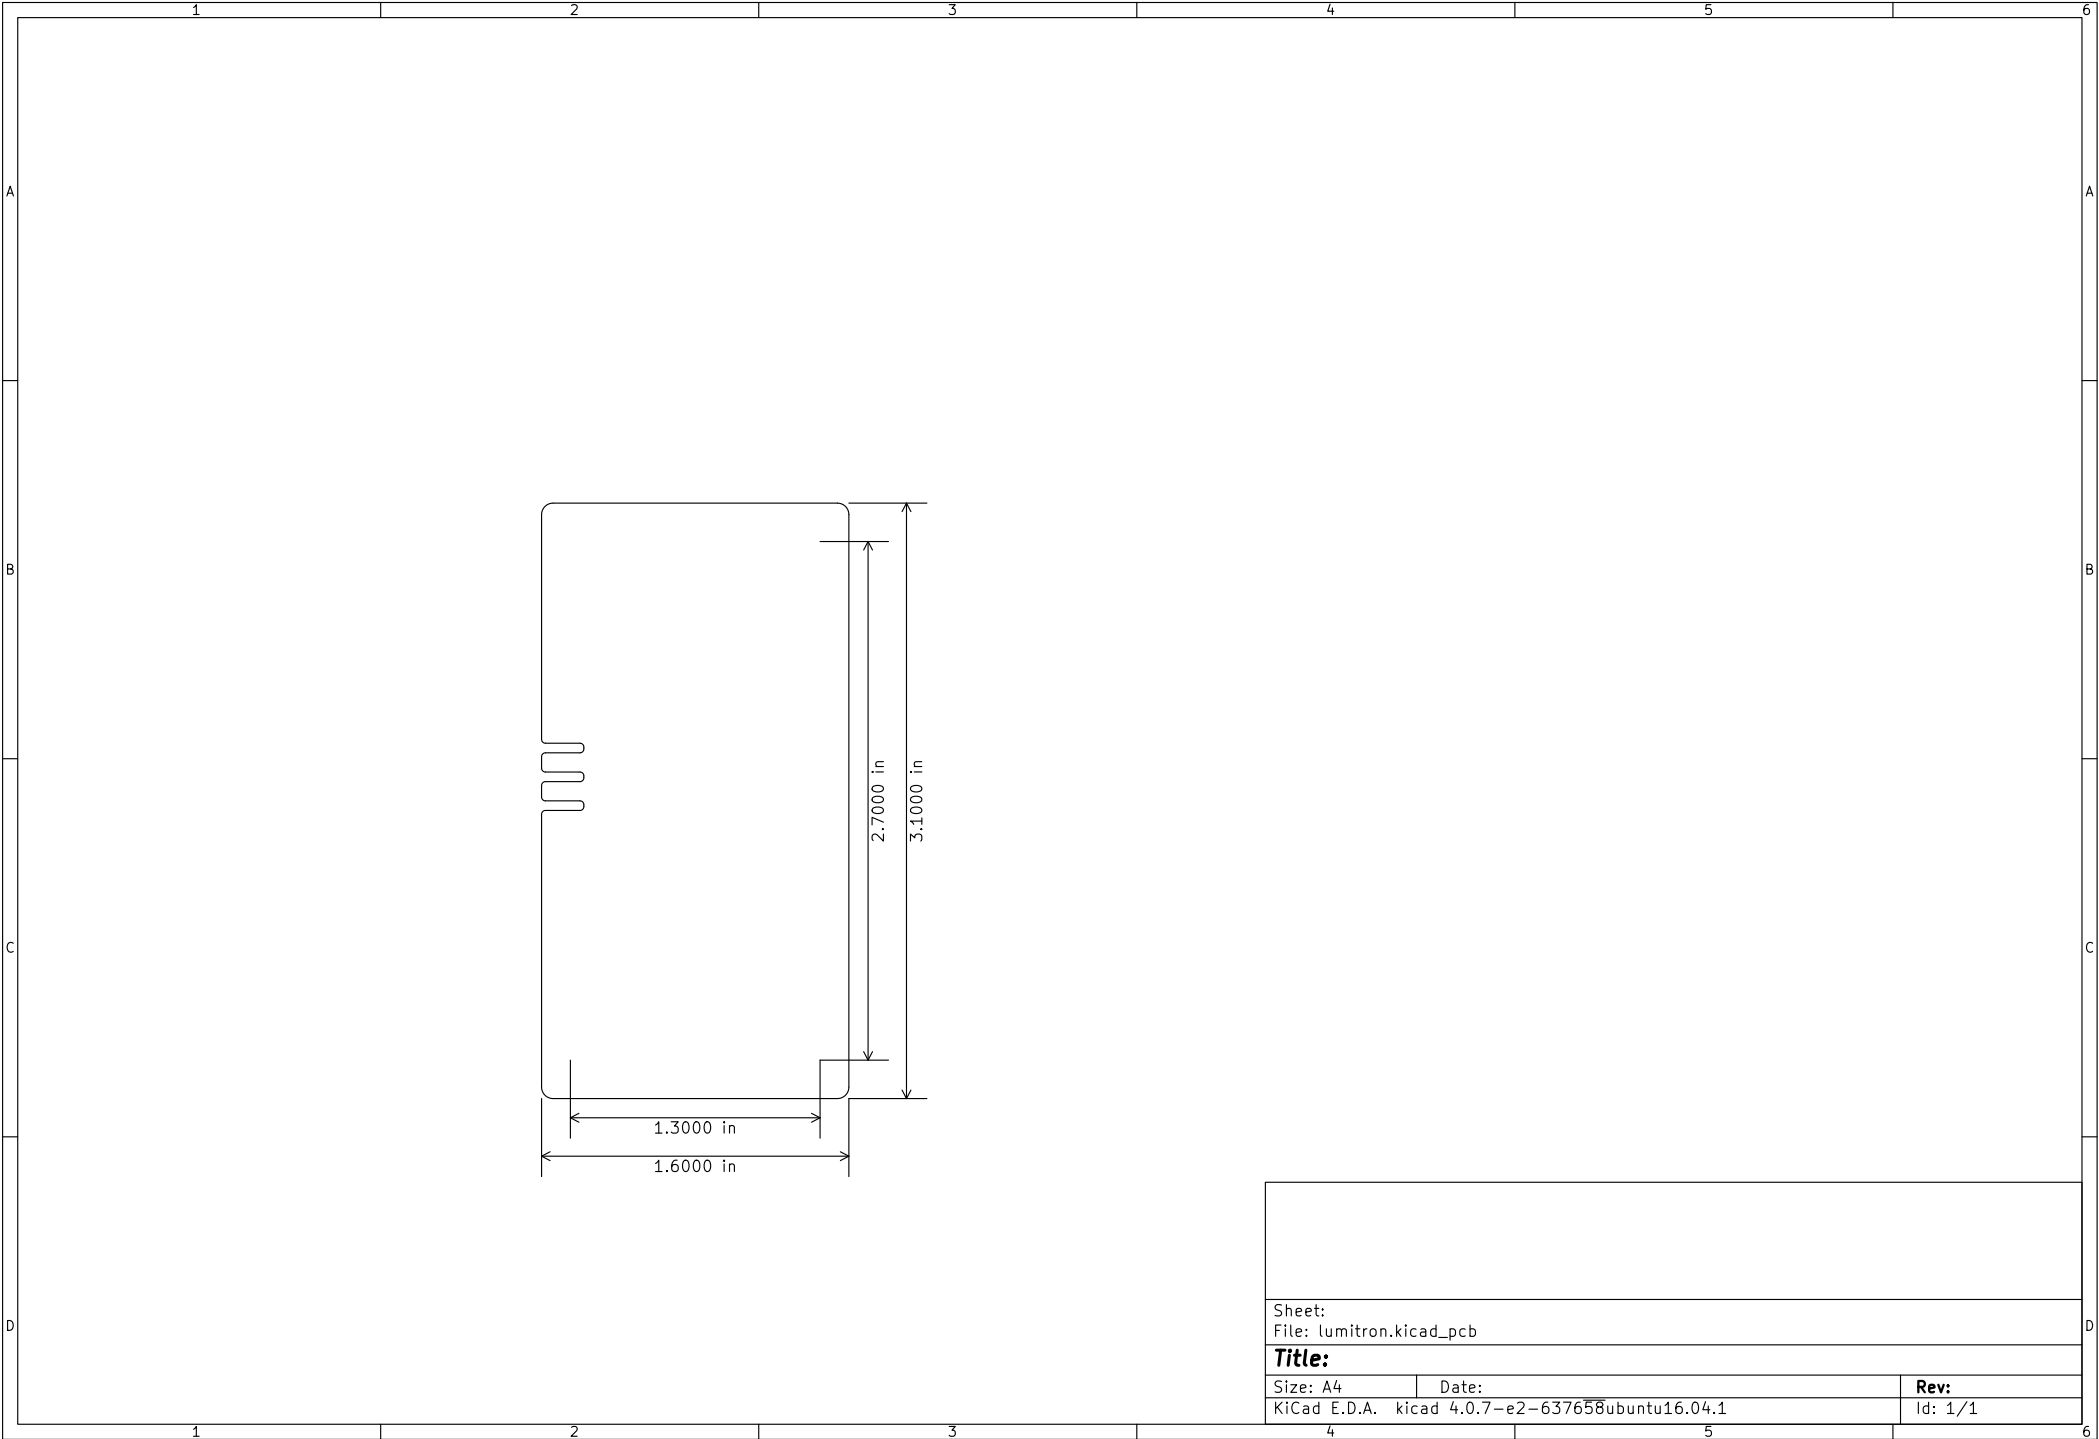 1 2 3 4 5 6
A A
B B
2.7000 in
3.1000 in
C C
1.3000 in
1.6000 in
Sheet:
File: lumitron.kicad_pcb
D D
Title:
Size: A4 Date: Rev:
KiCad E.D.A. kicad 4.0.7-e2-637658ubuntu16.04.1 Id: 1/1
1 2 3 4 5 6